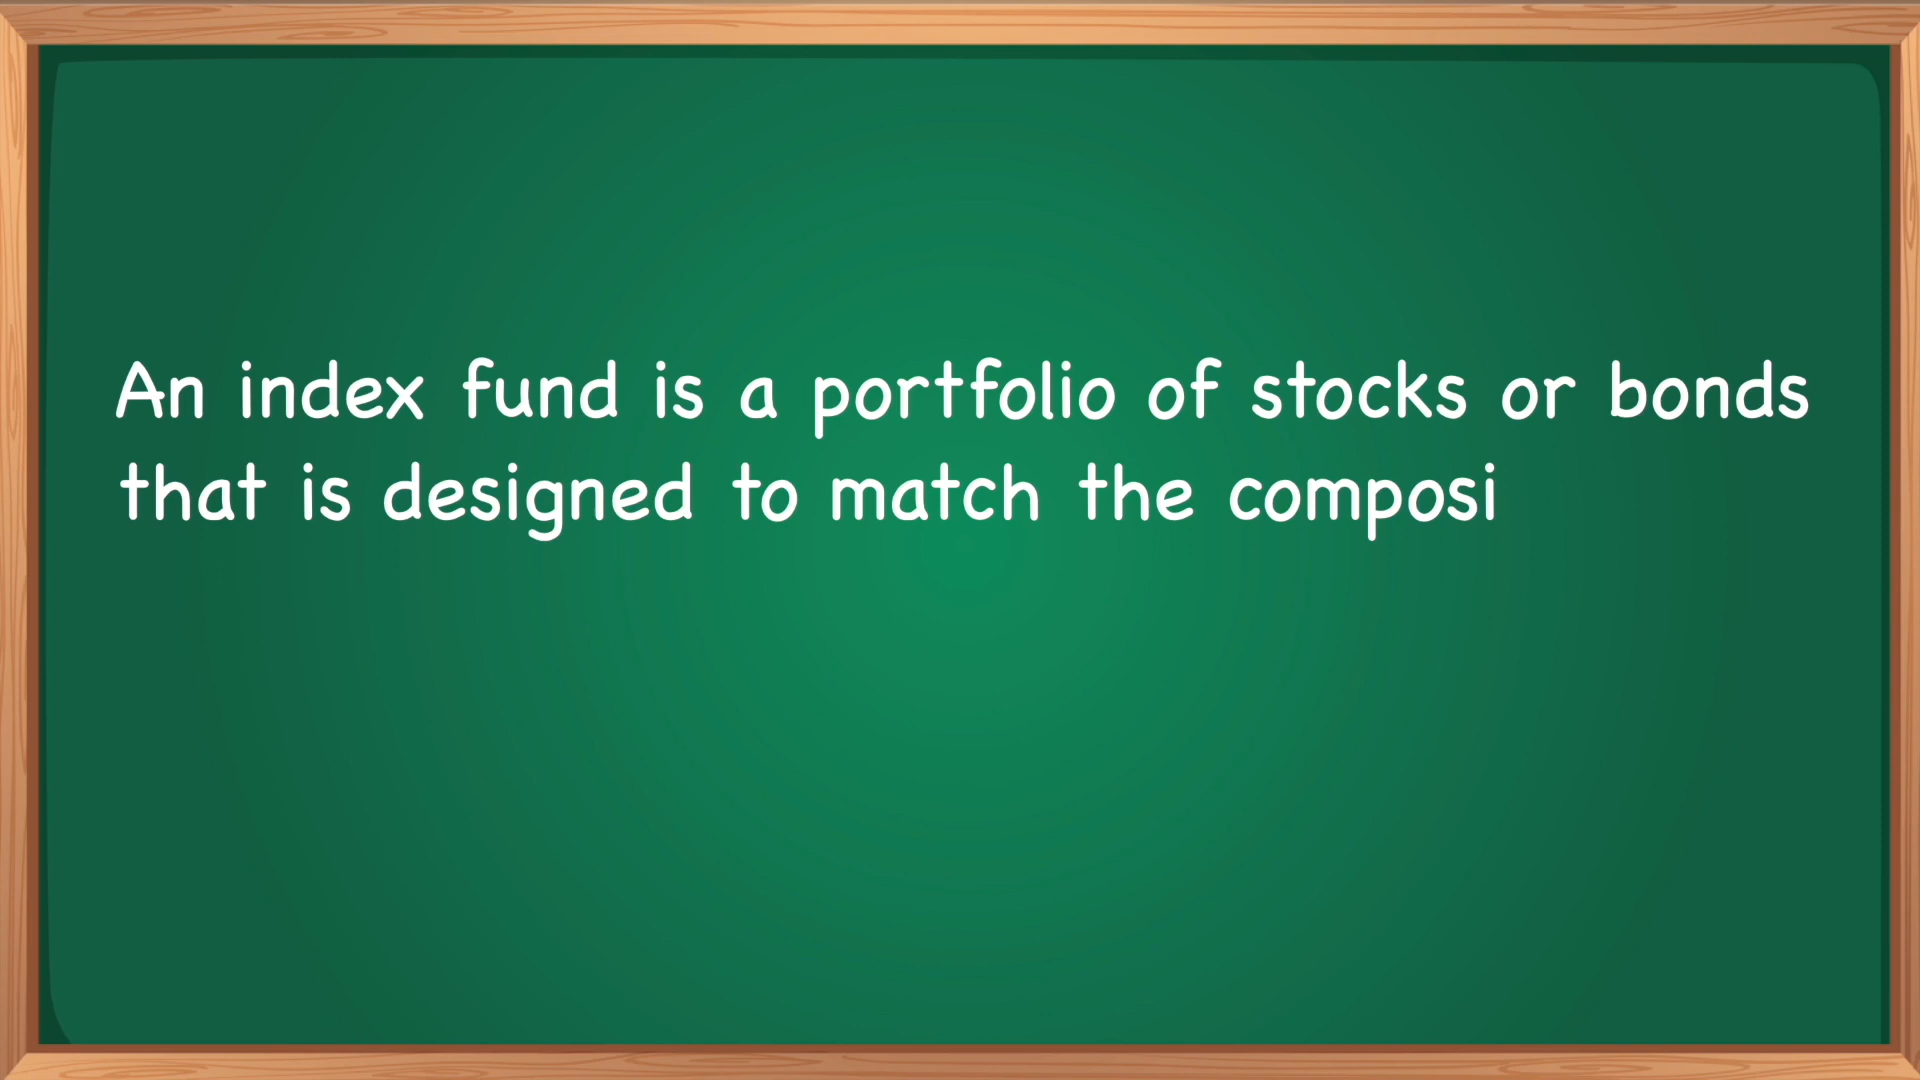 An index fund is a portfolio of stocks or bonds
that is designed to match the composi